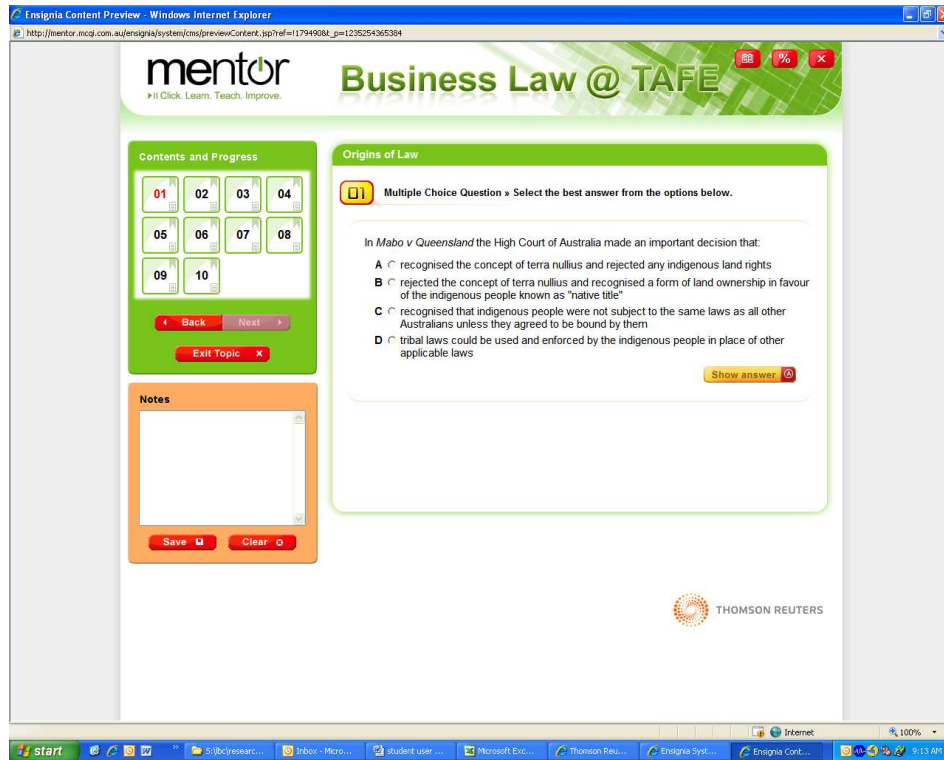 Ensignia Content Preview - Windows Internet Explorer
http://mentor.mcqi.com.au/ensignia/system/cms/previewContent.jsp?ref=!179490&t_p=1235254365384
mentor
Click. Learn. Teach. Improve.
Business Law @ TAFE
%
Contents and Progress
01 02 03 04
05 06 07 08
09 10
Back Next
Exit Topic X
Notes
Save Clear
Origins of Law
01 Multiple Choice Question » Select the best answer from the options below.
In Mabo v Queensland the High Court of Australia made an important decision that:
A recognised the concept of terra nullius and rejected any indigenous land rights
B rejected the concept of terra nullius and recognised a form of land ownership in favour
of the indigenous people known as "native title"
C recognised that indigenous people were not subject to the same laws as all other
Australians unless they agreed to be bound by them
D tribal laws could be used and enforced by the indigenous people in place of other
applicable laws
Show answer A
THOMSON REUTERS
Internet 100%
start S:\lbc\researc... Inbox - Micro... student user ... Microsoft Exc... Thomson Reu... Ensignia Syst... Ensignia Cont... 9:13 AM